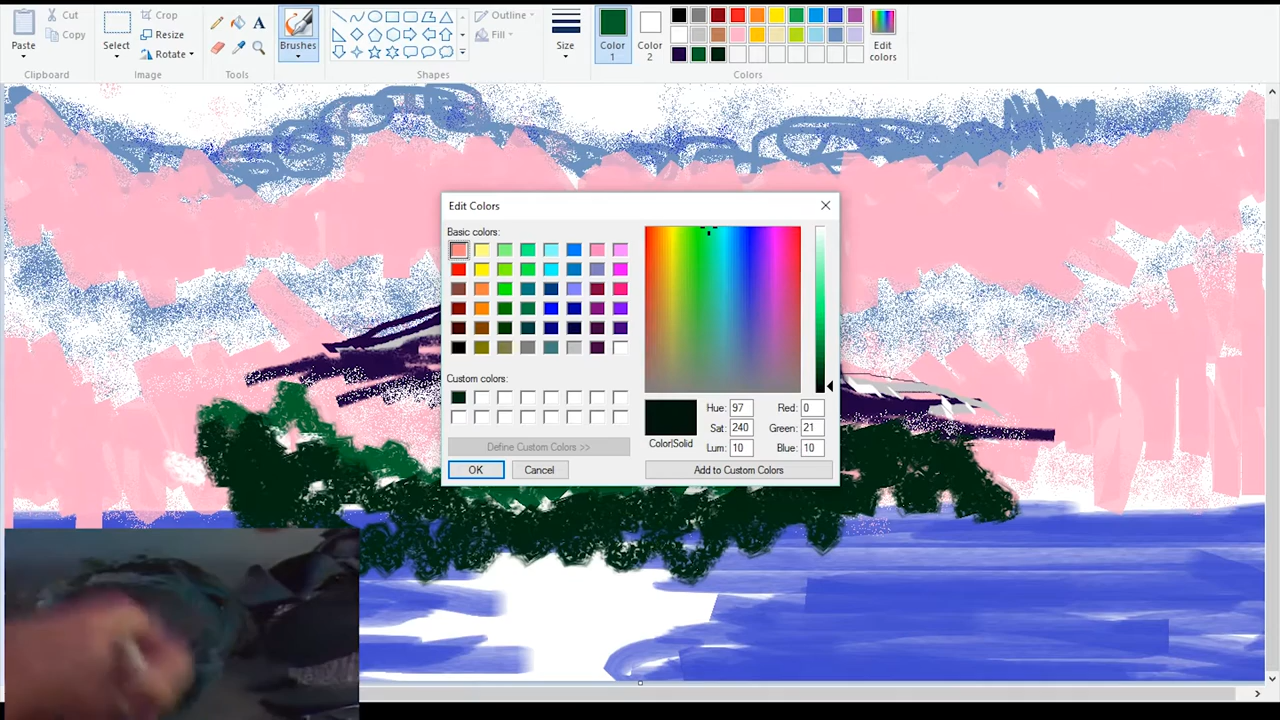 Paste
Cut
Copy
Clipboard
Select
Crop
Resize
Rotate
Image
A
Tools
Brushes
Shapes
Outline
Fill
Size
Color
1
Color
2
Edit
colors
Colors
Edit Colors
Basic colors:
Custom colors:
Define Custom Colors >>
OK
Cancel
Color|Solid
Hue: 97
Sat: 240
Lum: 10
Red: 0
Green: 21
Blue: 10
Add to Custom Colors